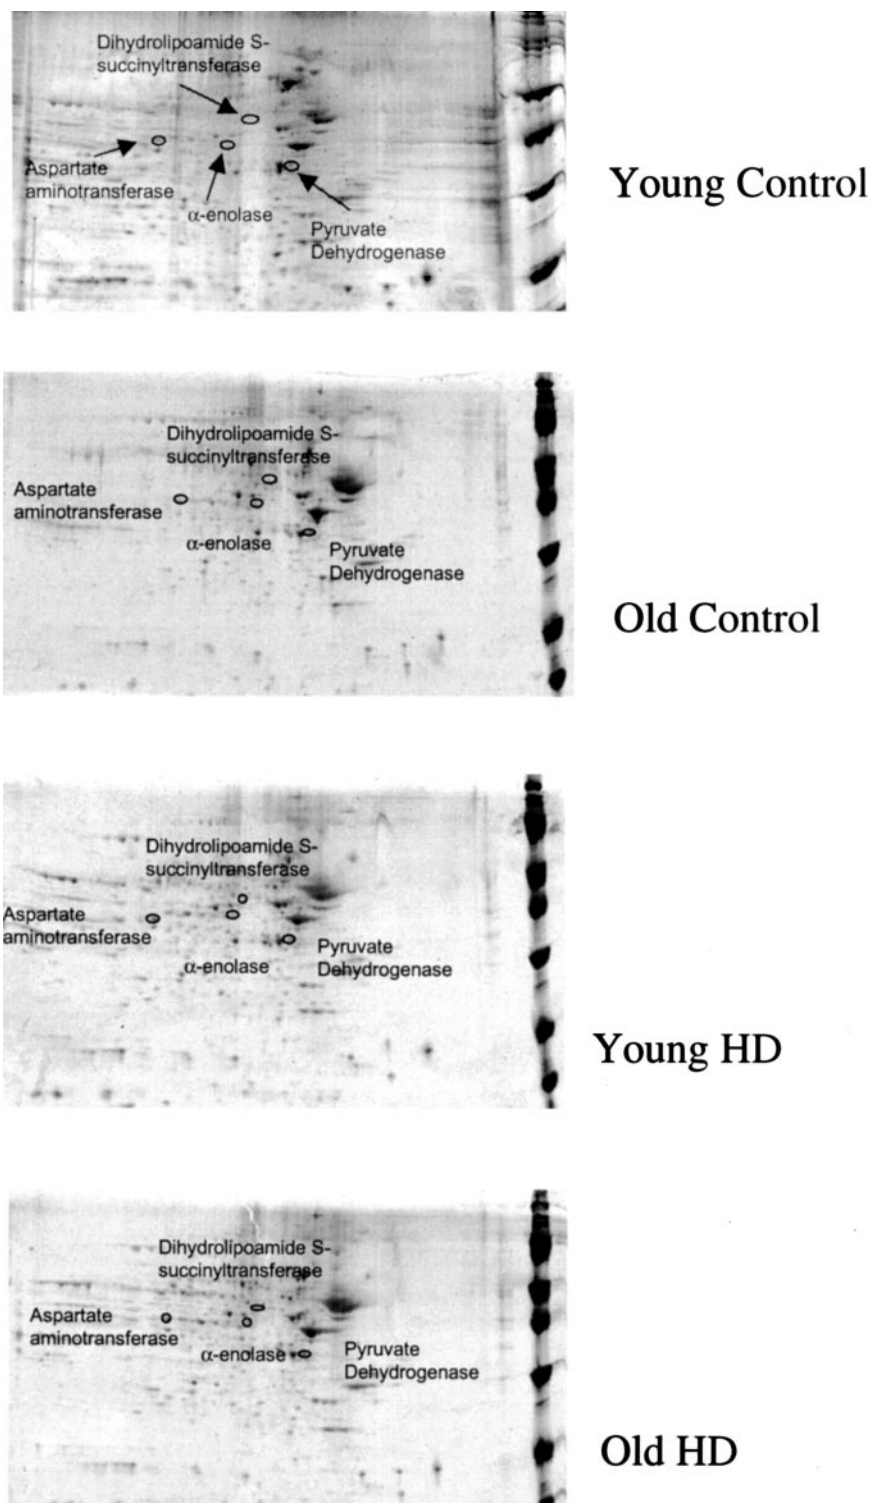 Dihydrolipoamide S-
succinyltransferase
Aspartate
aminotransferase
α-enolase
Pyruvate
Dehydrogenase
Young Control
Dihydrolipoamide S-
succinyltransferase
Aspartate
aminotransferase
α-enolase
Pyruvate
Dehydrogenase
Old Control
Dihydrolipoamide S-
succinyltransferase
Aspartate
aminotransferase
α-enolase
Pyruvate
Dehydrogenase
Young HD
Dihydrolipoamide S-
succinyltransferase
Aspartate
aminotransferase
α-enolase
Pyruvate
Dehydrogenase
Old HD